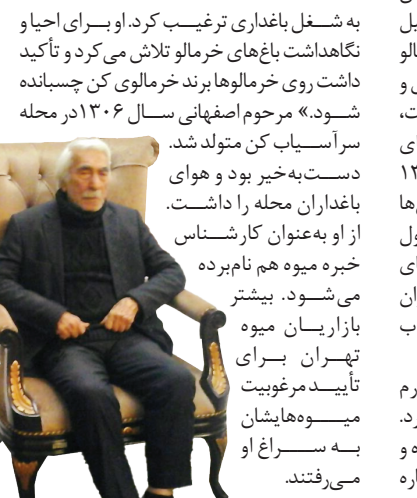 به شغل باغداری ترغیب کرد. او برای احیا و
نگاهداشت باغ‌های خرمالو تلاش می‌کرد و تأکید
داشت روی خرمالوها برند خرمالوی کن چسبانده
شود.» مرحوم اصفهانی سال ۱۳۰۶در محله
سرآسیاب کن متولد شد.
دست‌به‌خیر بود و هوای
باغداران محله را داشت.
از او به‌عنوان کارشناس
خبره میوه هم نام‌برده
می‌شود. بیشتر
بازاریان میوه
تهران برای
تأیید مرغوبیت
میوه‌هایشان
به سراغ او
می‌رفتند.